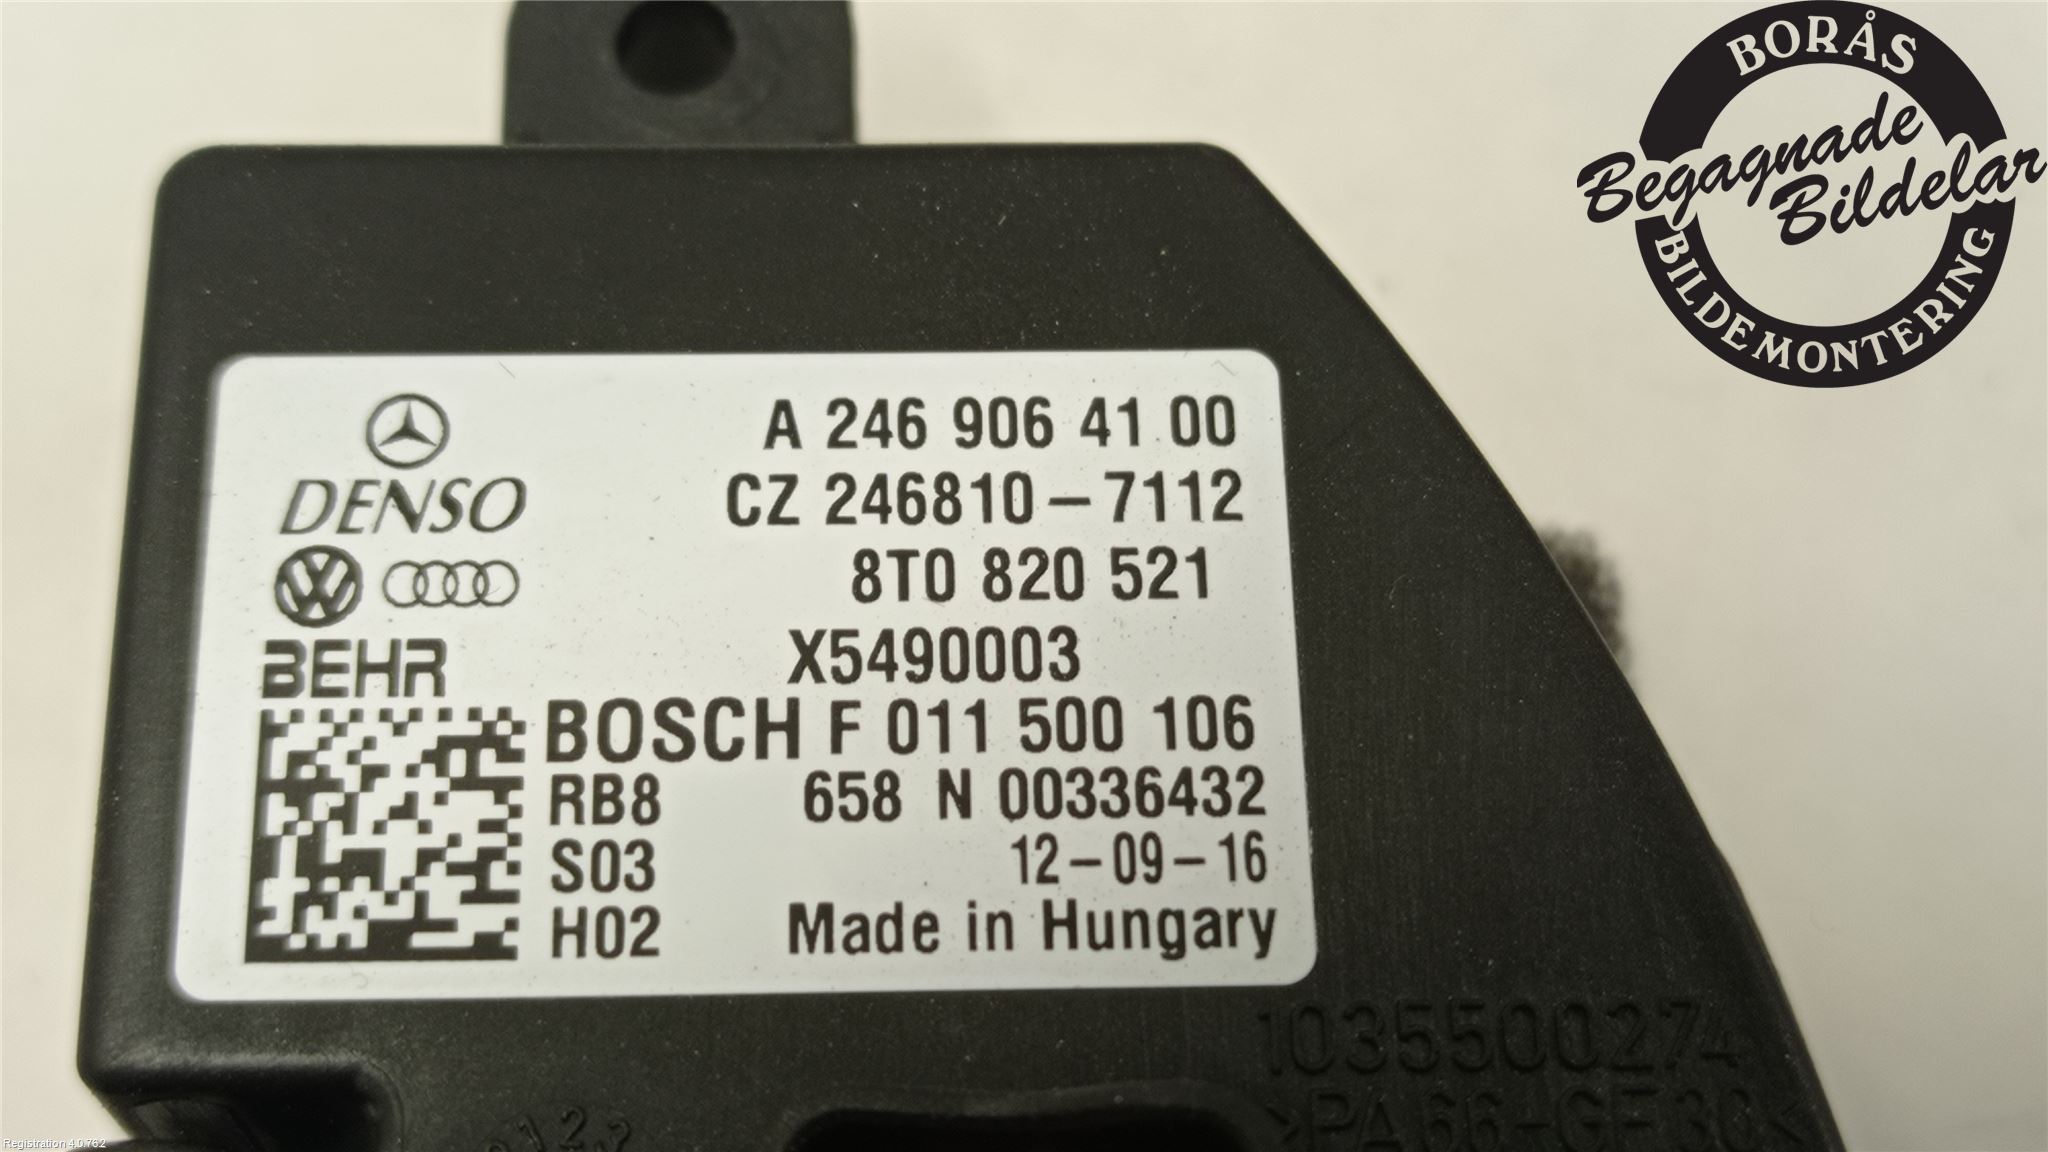 BORÅS
Begagnade
Bildelar
BILDEMONTERING
A 246 906 41 00
DENSO
CZ 246810-7112
8T0 820 521
BEHR
X5490003
BOSCH F 011 500 106
RB8 658 N 00336432
S03 12-09-16
H02 Made in Hungary
1035500274
>PA66-GF30<
Registration 4.0.76.2